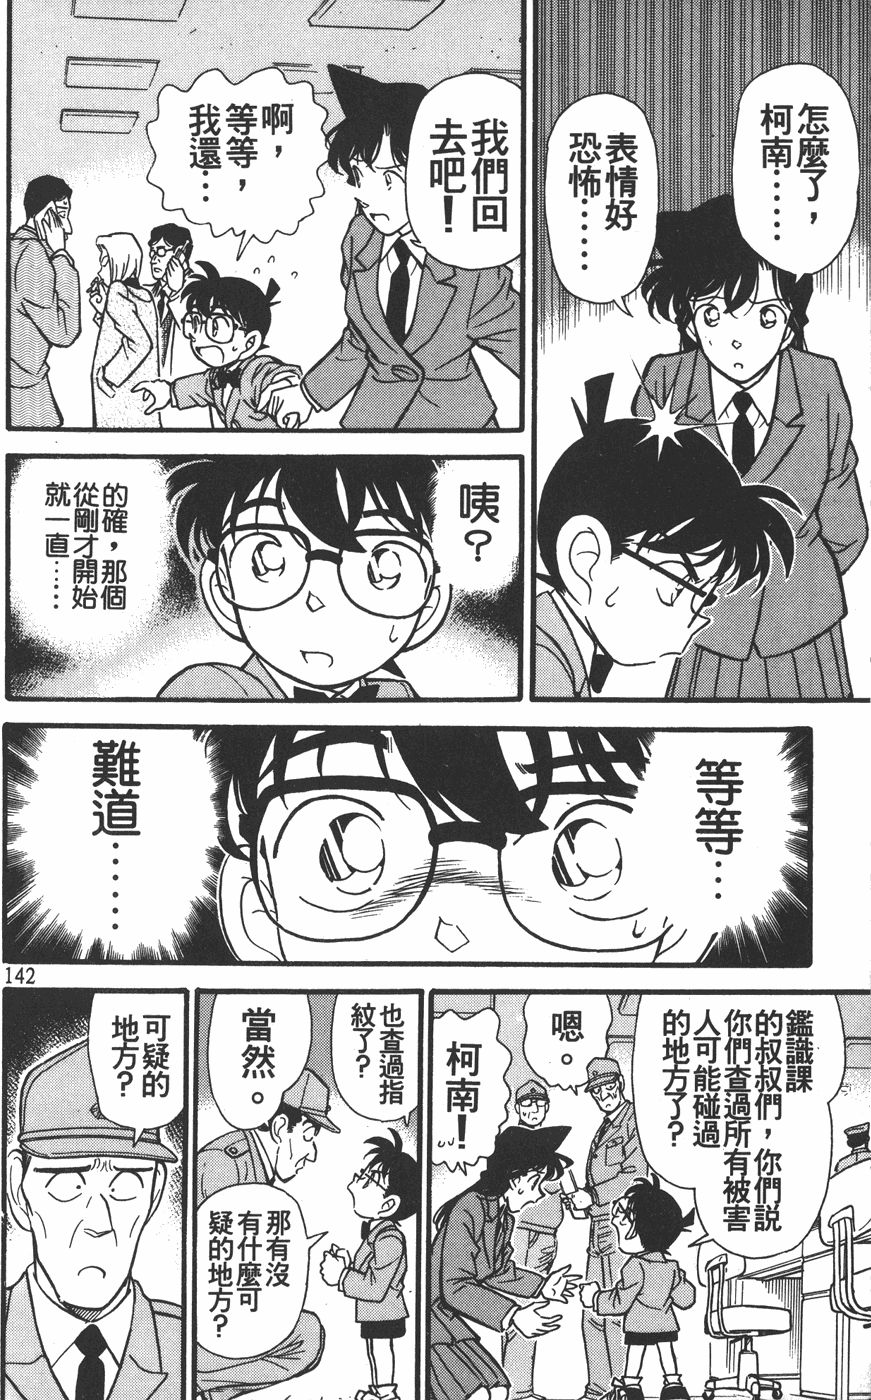 怎麼了，
柯南……
表情好
恐怖……
我們回
去吧！
啊，
等等，
我還…
咦？
的確，那個
從剛才開始
就一直……
等等…
難道……
鑑識課
的叔叔們，你們說
你們查過所有被害
人可能碰過
的地方了？
嗯。
柯南！
也查過指
紋了？
當然。
那有沒
有什麼可
疑的地方？
可疑的
地方？
142